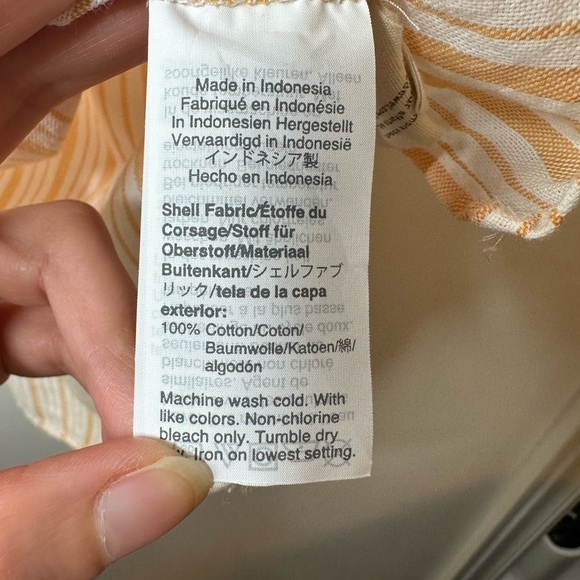 Made in Indonesia
Fabriqué en Indonésie
In Indonesien Hergestellt
Vervaardigd in Indonesië
インドネシア製
Hecho en Indonesia
Shell Fabric/Étoffe du
Corsage/Stoff für
Oberstoff/Materiaal
Buitenkant/シェルファブ
リック/tela de la capa
exterior:
100% Cotton/Coton/
Baumwolle/Katoen/綿/
algodón
Machine wash cold. With
like colors. Non-chlorine
bleach only. Tumble dry
Iron on lowest setting.